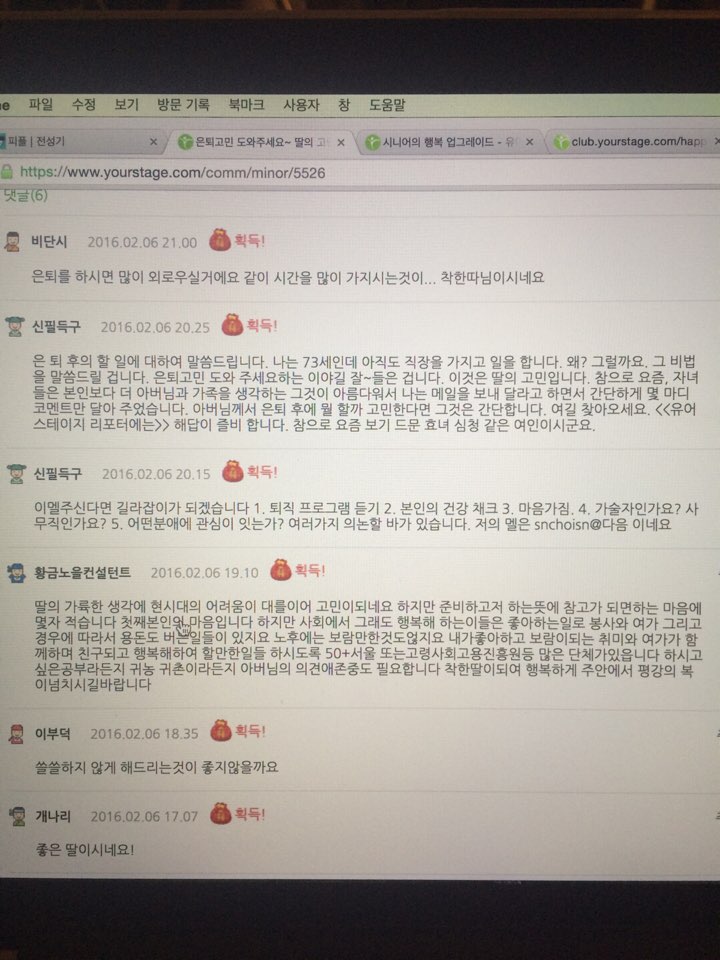 파일 수정 보기 방문 기록 북마크 사용자 창 도움말
피플 | 전성기
은퇴고민 도와주세요~ 딸의 고
시니어의 행복 업그레이드 - 유
club.yourstage.com/happ
https://www.yourstage.com/comm/minor/5526
댓글(6)
비단시 2016.02.06 21.00 획득!
은퇴를 하시면 많이 외로우실거에요 같이 시간을 많이 가지시는것이... 착한따님이시네요
신필득구 2016.02.06 20.25 획득!
은 퇴 후의 할 일에 대하여 말씀드립니다. 나는 73세인데 아직도 직장을 가지고 일을 합니다. 왜? 그럴까요. 그 비법
을 말씀드릴 겁니다. 은퇴고민 도와 주세요하는 이야길 잘~들은 겁니다. 이것은 딸의 고민입니다. 참으로 요즘, 자녀
들은 본인보다 더 아버님과 가족을 생각하는 그것이 아름다워서 나는 메일을 보내 달라고 하면서 간단하게 몇 마디
코멘트만 달아 주었습니다. 아버님께서 은퇴 후에 뭘 할까 고민한다면 그것은 간단합니다. 여길 찾아오세요. <<유어
스테이지 리포터에는>> 해답이 즐비 합니다. 참으로 요즘 보기 드문 효녀 심청 같은 여인이시군요.
신필득구 2016.02.06 20.15 획득!
이멜주신다면 길라잡이가 되겠습니다 1. 퇴직 프로그램 듣기 2. 본인의 건강 채크 3. 마음가짐. 4. 가술자인가요? 사
무직인가요? 5. 어떤분애에 관심이 잇는가? 여러가지 의논할 바가 있습니다. 저의 멜은 snchoisn@다음 이네요
황금노을컨설턴트 2016.02.06 19.10 획득!
딸의 가륵한 생각에 현시대의 어려움이 대를이어 고민이되네요 하지만 준비하고저 하는뜻에 참고가 되면하는 마음에
몇자 적습니다 첫째본인의 마음입니다 하지만 사회에서 그래도 행복해 하는이들은 좋아하는일로 봉사와 여가 그리고
경우에 따라서 용돈도 버는일들이 있지요 노후에는 보람만한것도없지요 내가좋아하고 보람이되는 취미와 여가가 함
께하며 친구되고 행복해하여 할만한일들 하시도록 50+서울 또는고령사회고용진흥원등 많은 단체가있읍니다 하시고
싶은공부라든지 귀농 귀촌이라든지 아버님의 의견애존중도 필요합니다 착한딸이되여 행복하게 주안에서 평강의 복
이넘치시길바랍니다
이부덕 2016.02.06 18.35 획득!
쓸쓸하지 않게 해드리는것이 좋지않을까요
개나리 2016.02.06 17.07 획득!
좋은 딸이시네요!